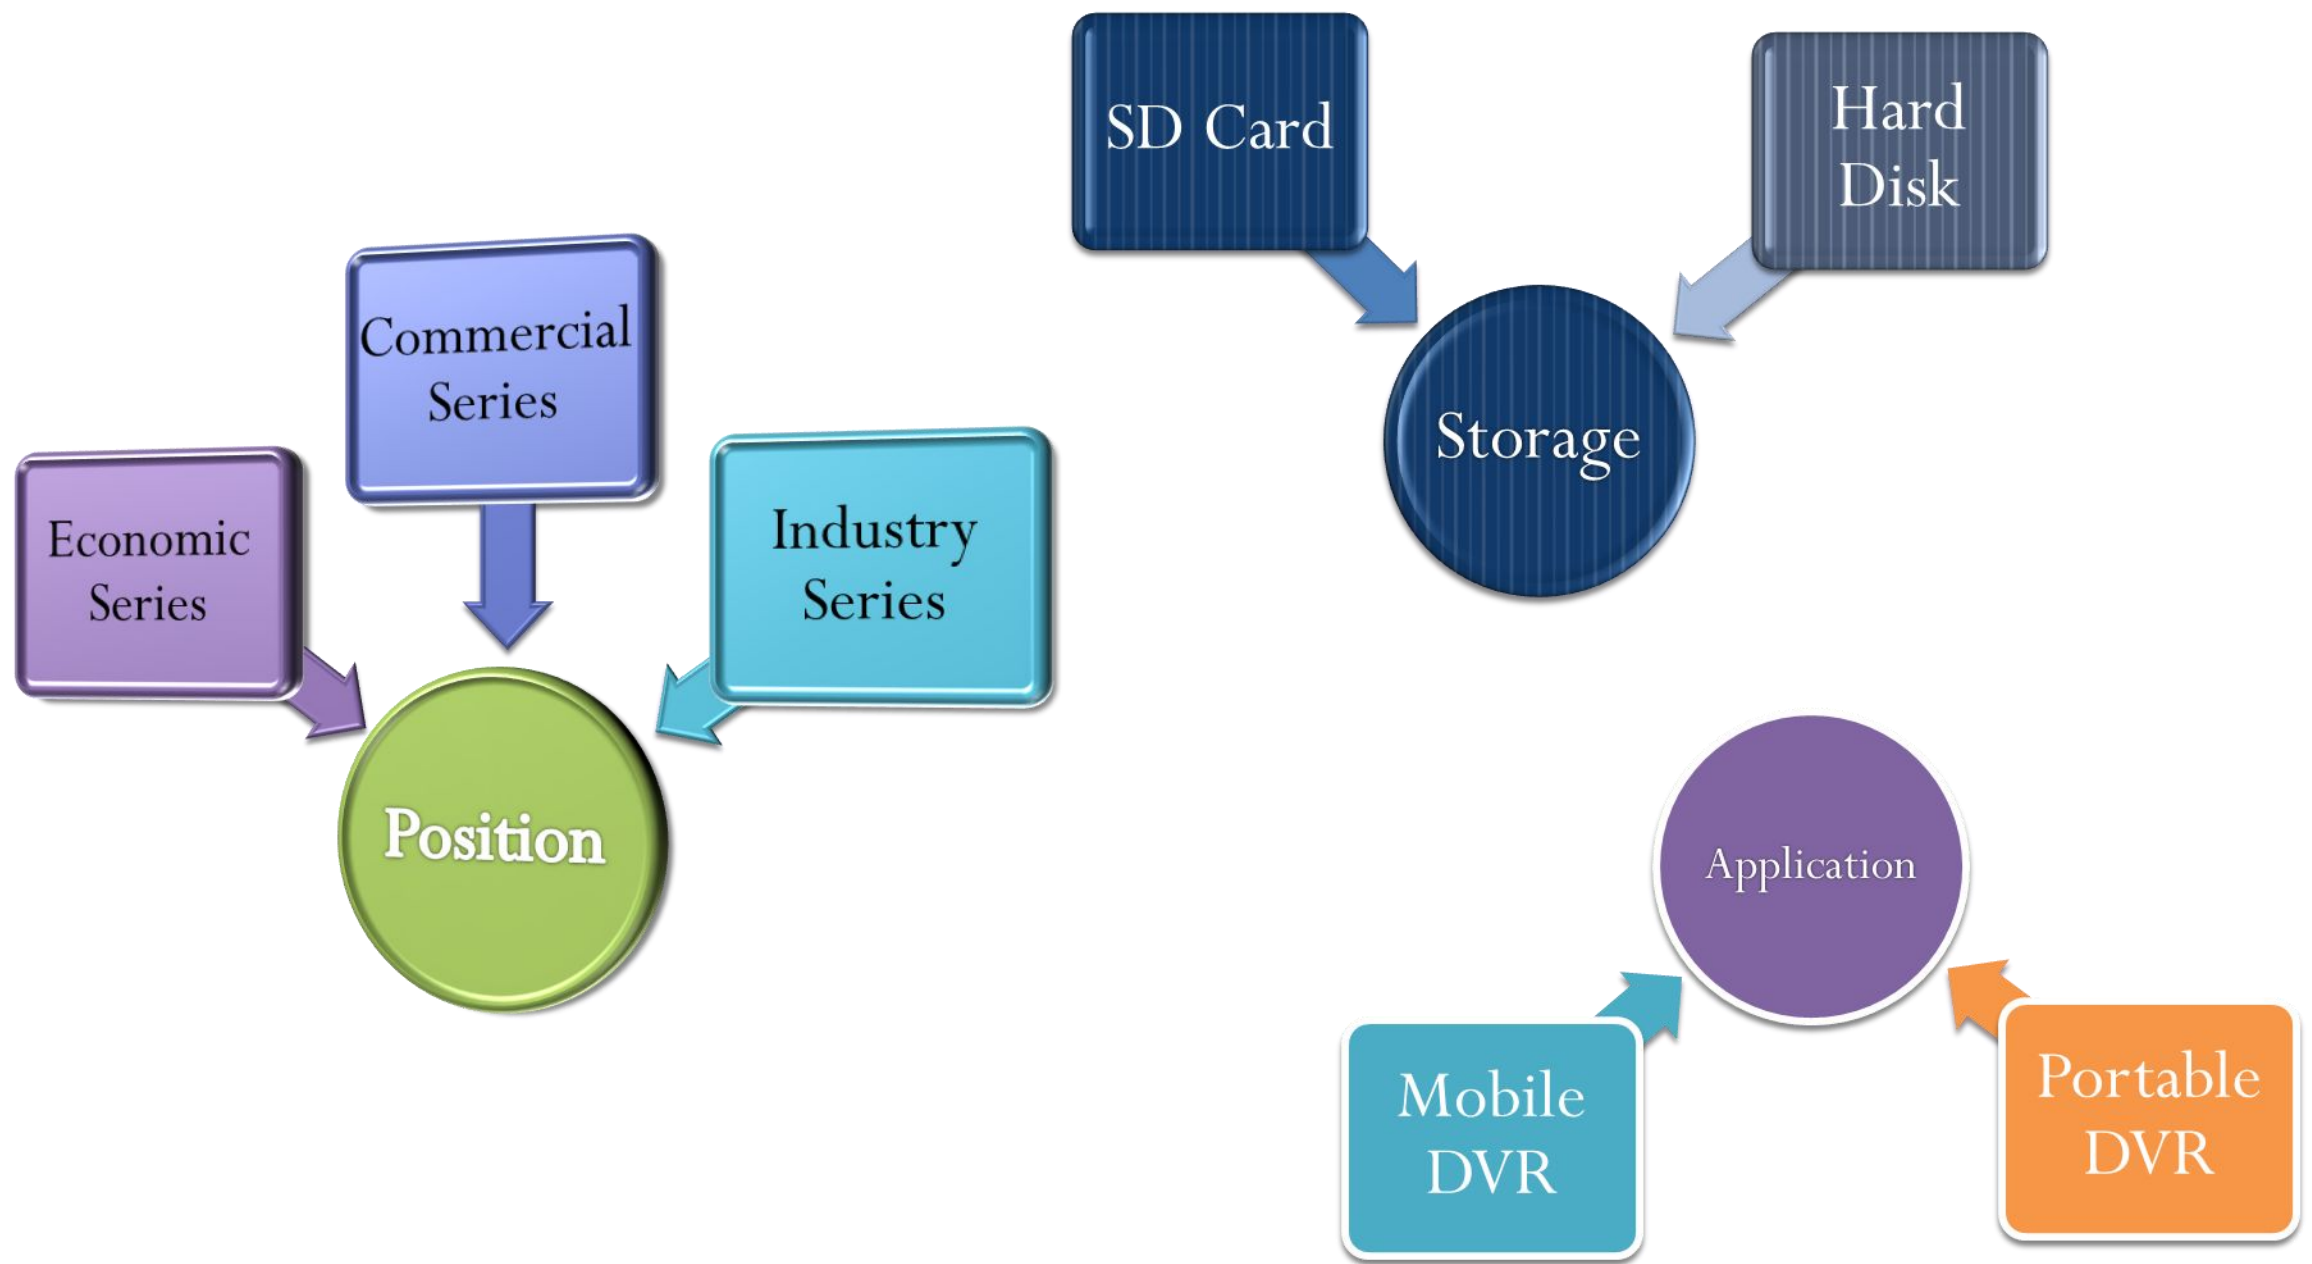 Economic
Series
Commercial
Series
Industry
Series
Position
SD Card
Hard
Disk
Storage
Application
Mobile
DVR
Portable
DVR